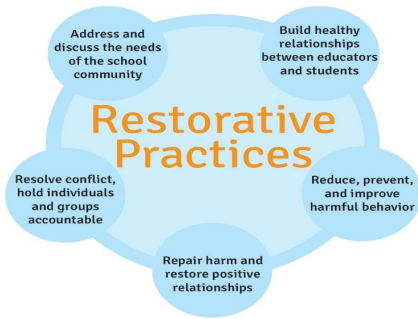 Address and
discuss the needs
of the school
community
Build healthy
relationships
between educators
and students
Restorative
Practices
Resolve conflict,
hold individuals
and groups
accountable
Reduce, prevent,
and improve
harmful behavior
Repair harm and
restore positive
relationships